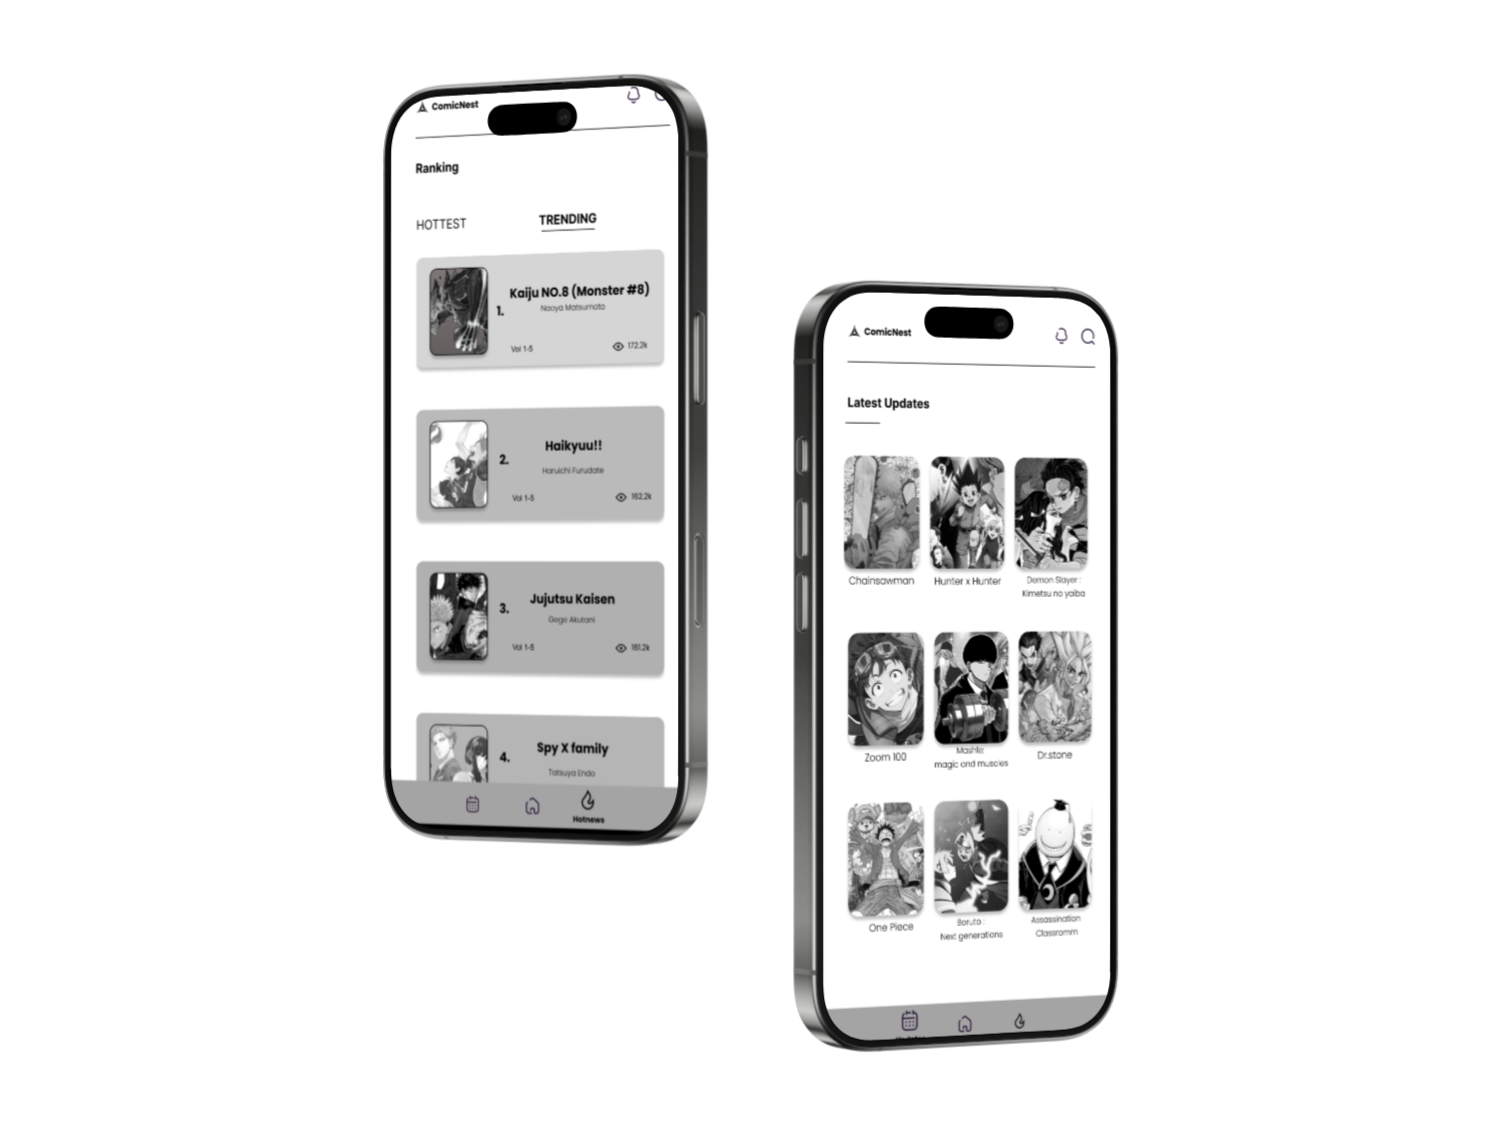 ComicNest
Ranking
HOTTEST
TRENDING
Kaiju NO.8 (Monster #8)
1.
Naoya Matsumoto
Vol 1-5
172.2k
Haikyuu!!
2.
Haruichi Furudate
Vol 1-5
162.2k
Jujutsu Kaisen
3.
Gege Akutani
Vol 1-5
161.2k
Spy X family
4.
Tatsuya Endo
Hotnews
ComicNest
Latest Updates
Chainsawman
Hunter x Hunter
Demon Slayer :
Kimetsu no yaiba
Zoom 100
Mashle:
magic and muscles
Dr.stone
One Piece
Boruto :
Next generations
Assassination
Classromm